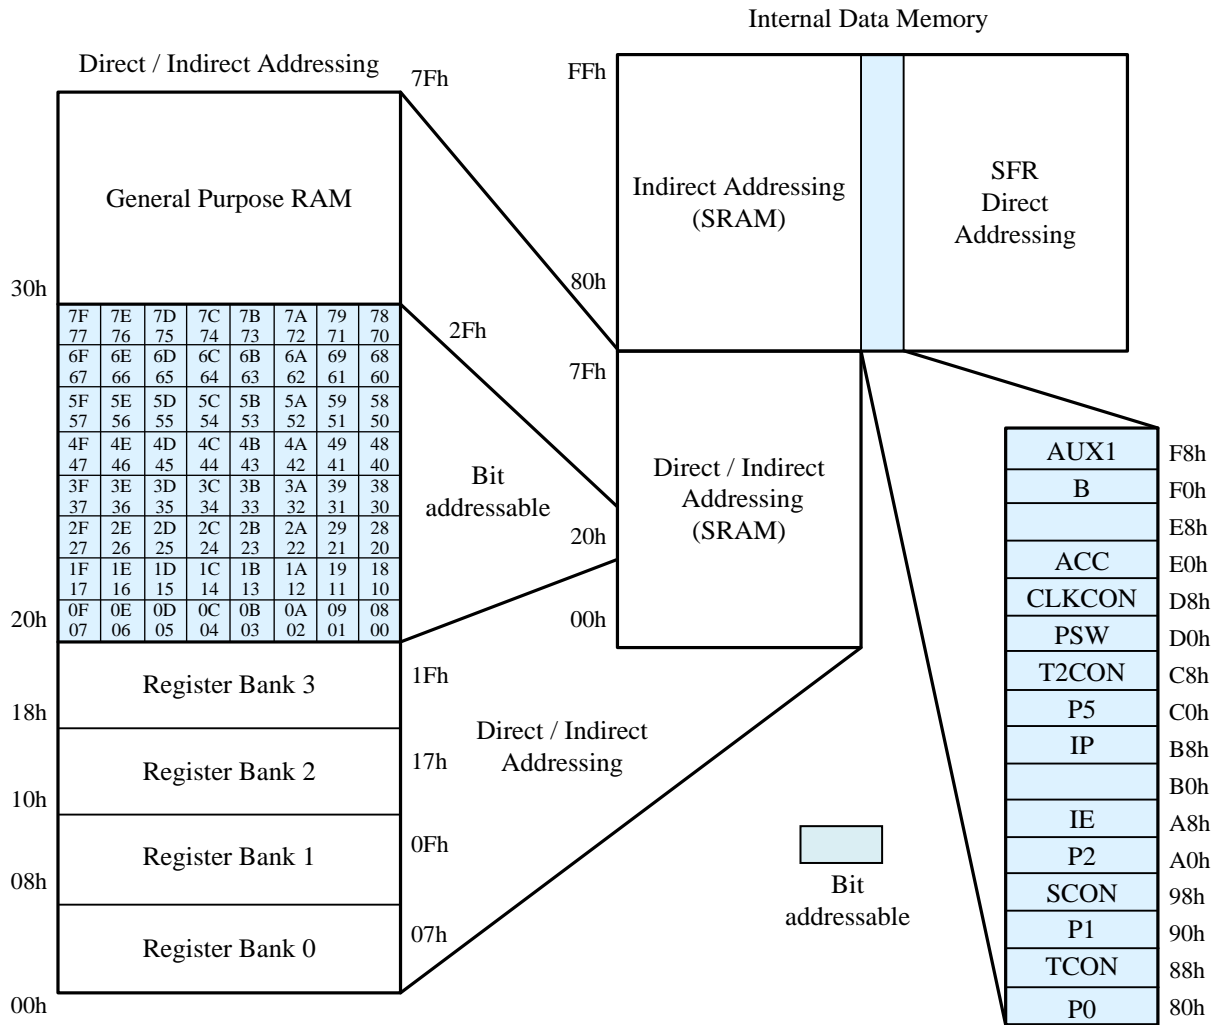 Internal Data Memory
Direct / Indirect Addressing
7Fh
General Purpose RAM
30h
7F 7E 7D 7C 7B 7A 79 78
77 76 75 74 73 72 71 70
6F 6E 6D 6C 6B 6A 69 68
67 66 65 64 63 62 61 60
5F 5E 5D 5C 5B 5A 59 58
57 56 55 54 53 52 51 50
4F 4E 4D 4C 4B 4A 49 48
47 46 45 44 43 42 41 40
3F 3E 3D 3C 3B 3A 39 38
37 36 35 34 33 32 31 30
2F 2E 2D 2C 2B 2A 29 28
27 26 25 24 23 22 21 20
1F 1E 1D 1C 1B 1A 19 18
17 16 15 14 13 12 11 10
0F 0E 0D 0C 0B 0A 09 08
07 06 05 04 03 02 01 00
20h
2Fh
Bit
addressable
20h
Register Bank 3
1Fh
18h
Register Bank 2
17h
10h
Register Bank 1
0Fh
08h
Register Bank 0
07h
00h
Direct / Indirect
Addressing
FFh
Indirect Addressing
(SRAM)
80h
SFR
Direct
Addressing
7Fh
Direct / Indirect
Addressing
(SRAM)
00h
Bit
addressable
AUX1 F8h
B F0h
E8h
ACC E0h
CLKCON D8h
PSW D0h
T2CON C8h
P5 C0h
IP B8h
B0h
IE A8h
P2 A0h
SCON 98h
P1 90h
TCON 88h
P0 80h